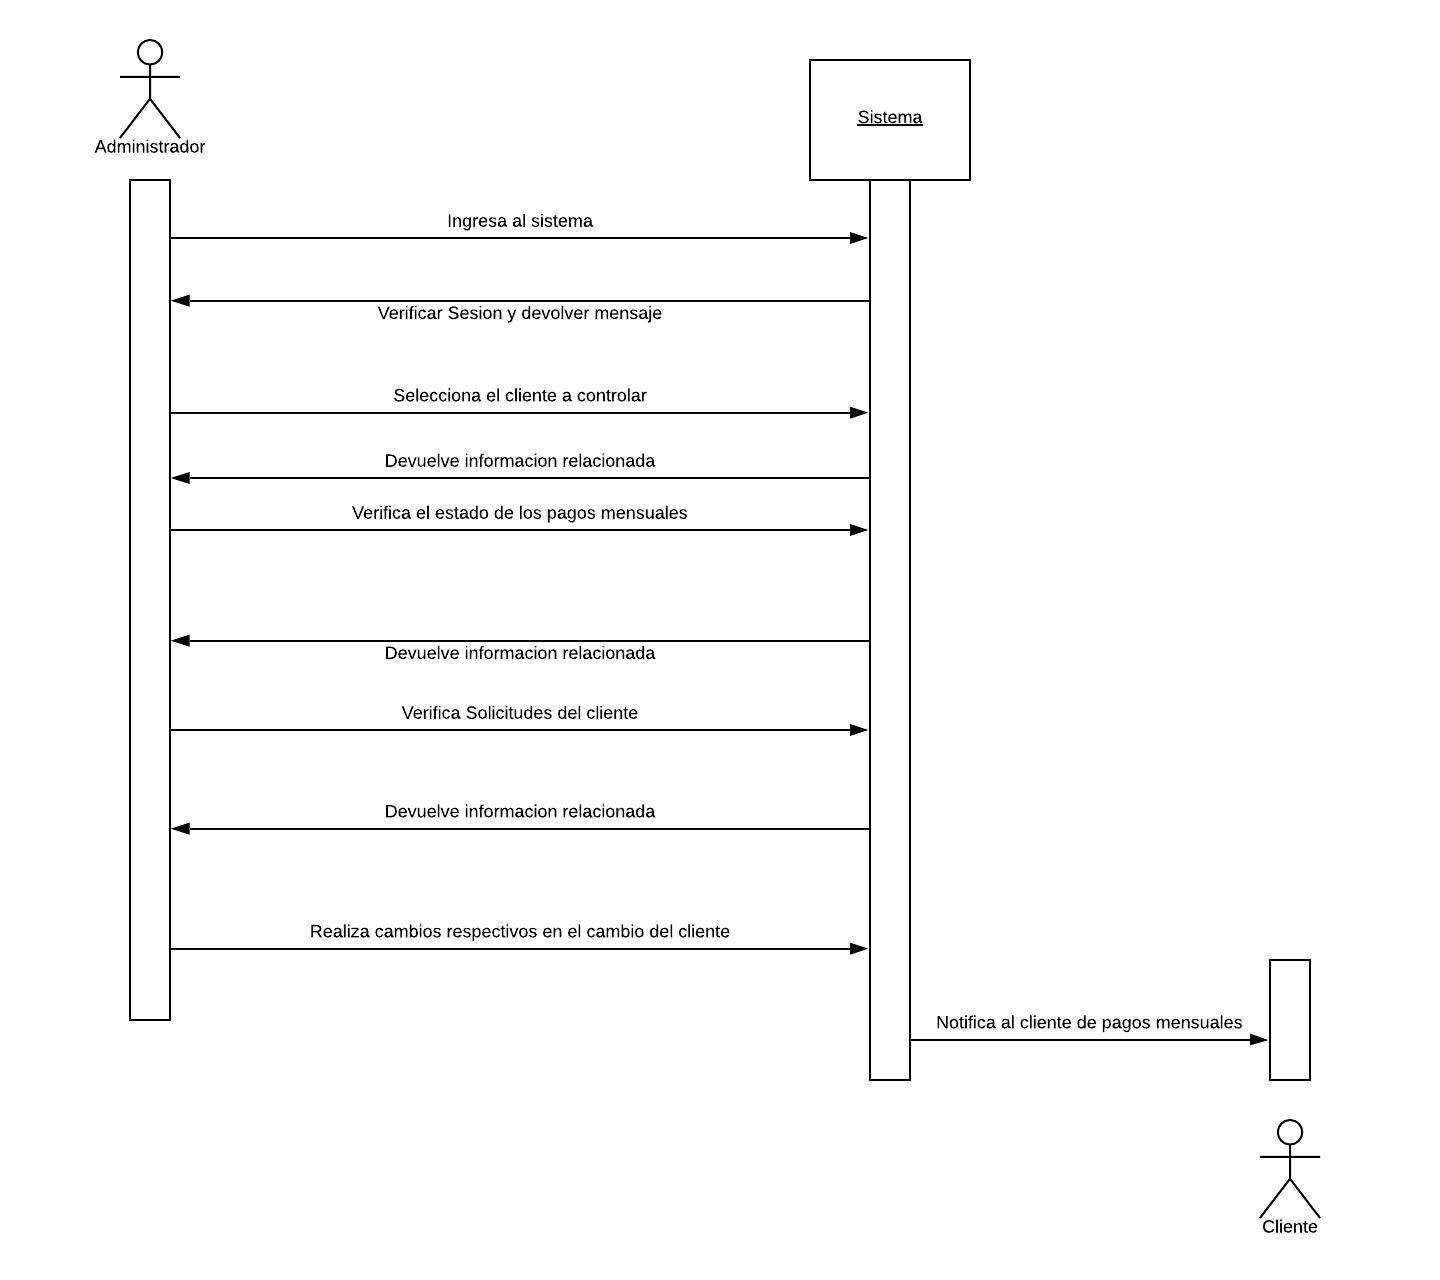 Administrador
Sistema
Ingresa al sistema
Verificar Sesion y devolver mensaje
Selecciona el cliente a controlar
Devuelve informacion relacionada
Verifica el estado de los pagos mensuales
Devuelve informacion relacionada
Verifica Solicitudes del cliente
Devuelve informacion relacionada
Realiza cambios respectivos en el cambio del cliente
Notifica al cliente de pagos mensuales
Cliente